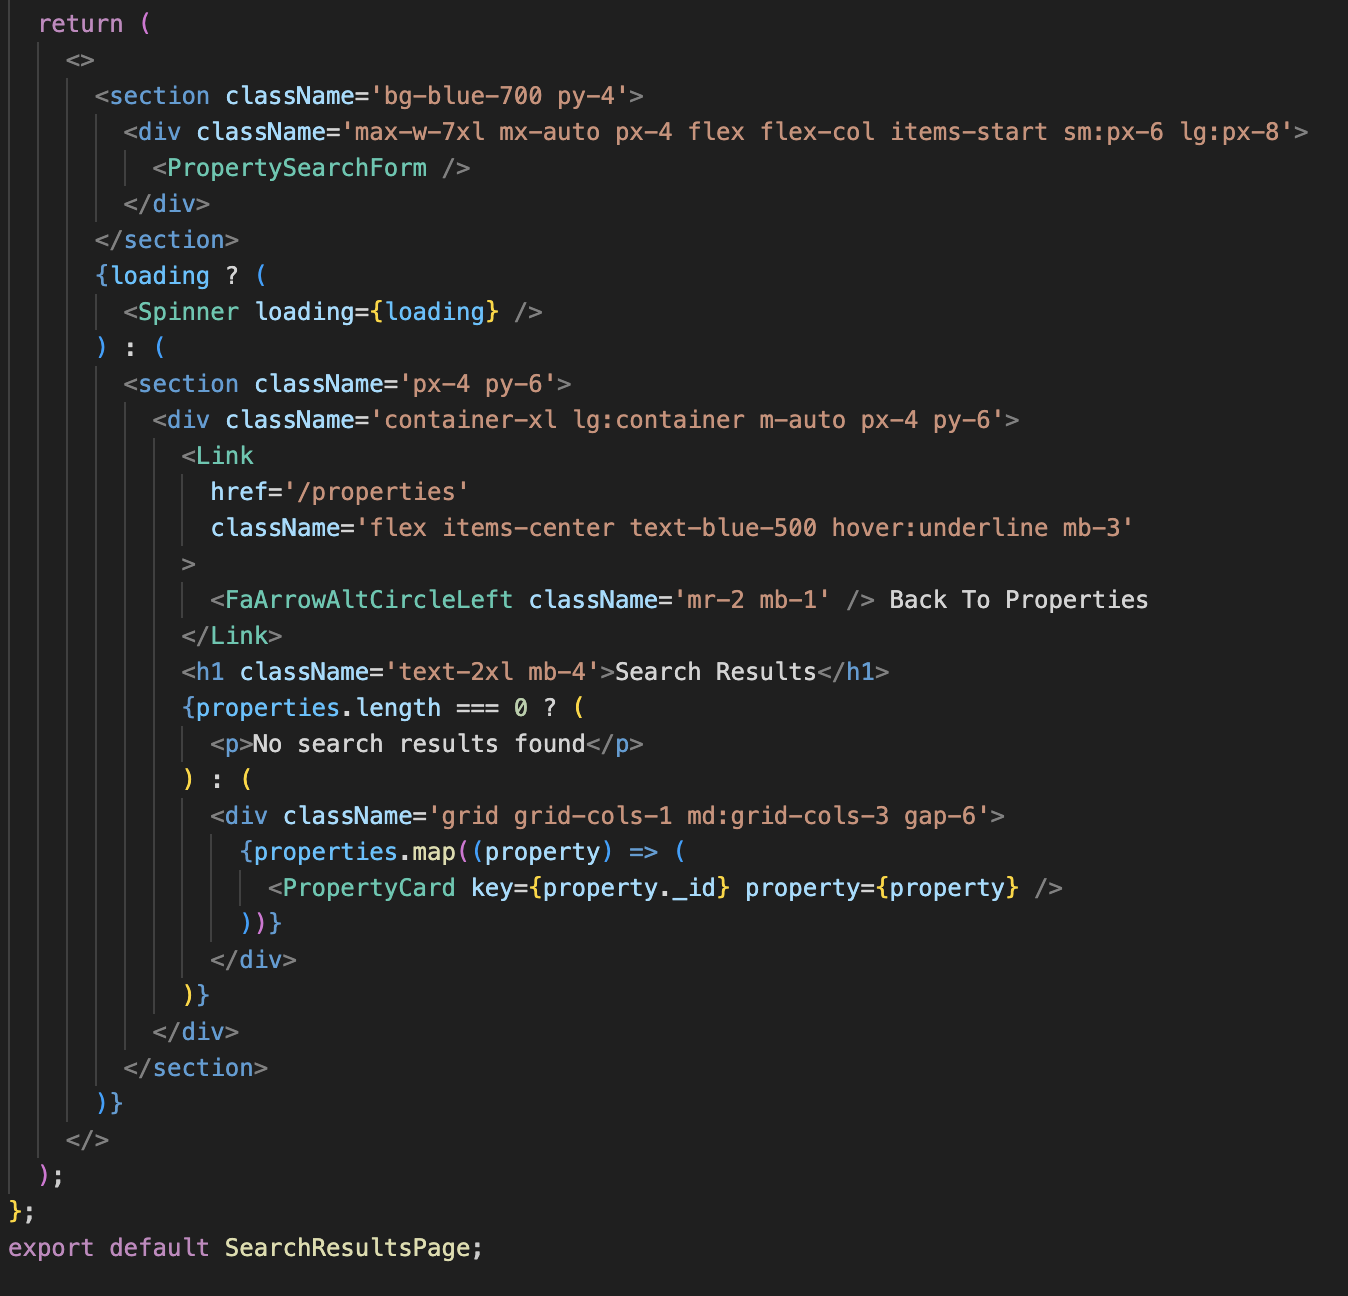 return (
<>
<section className='bg-blue-700 py-4'>
<div className='max-w-7xl mx-auto px-4 flex flex-col items-start sm:px-6 lg:px-8'>
<PropertySearchForm />
</div>
</section>
{loading ? (
<Spinner loading={loading} />
) : (
<section className='px-4 py-6'>
<div className='container-xl lg:container m-auto px-4 py-6'>
<Link
href='/properties'
className='flex items-center text-blue-500 hover:underline mb-3'
>
<FaArrowAltCircleLeft className='mr-2 mb-1' /> Back To Properties
</Link>
<h1 className='text-2xl mb-4'>Search Results</h1>
{properties.length === 0 ? (
<p>No search results found</p>
) : (
<div className='grid grid-cols-1 md:grid-cols-3 gap-6'>
{properties.map((property) => (
<PropertyCard key={property._id} property={property} />
))}
</div>
)}
</div>
</section>
)}
</>
);
};
export default SearchResultsPage;